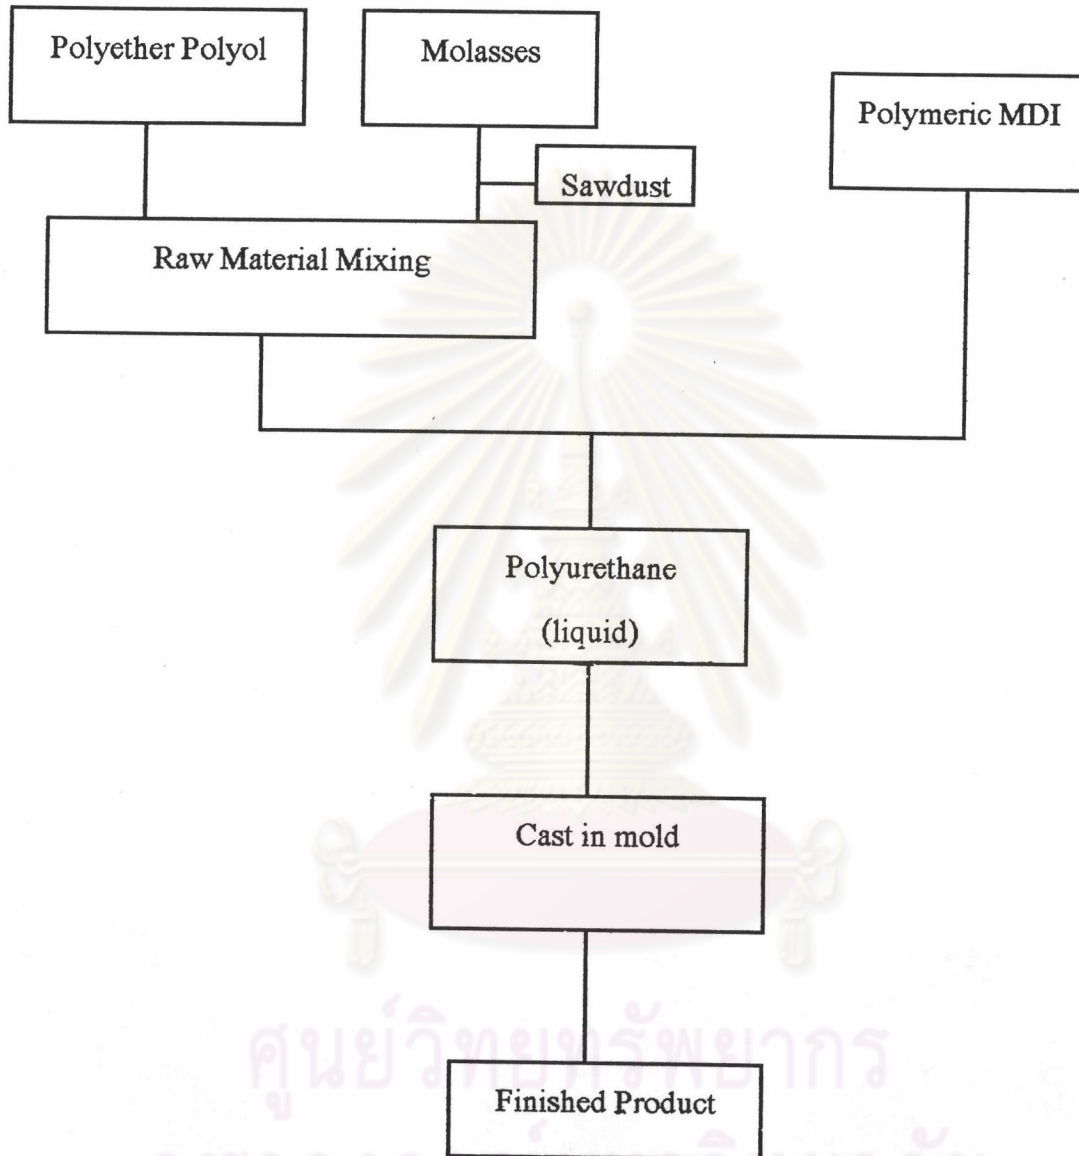 Polyether Polyol
Molasses
Polymeric MDI
Sawdust
Raw Material Mixing
Polyurethane
(liquid)
Cast in mold
ศูนย์วิทยทรัพยากร
Finished Product